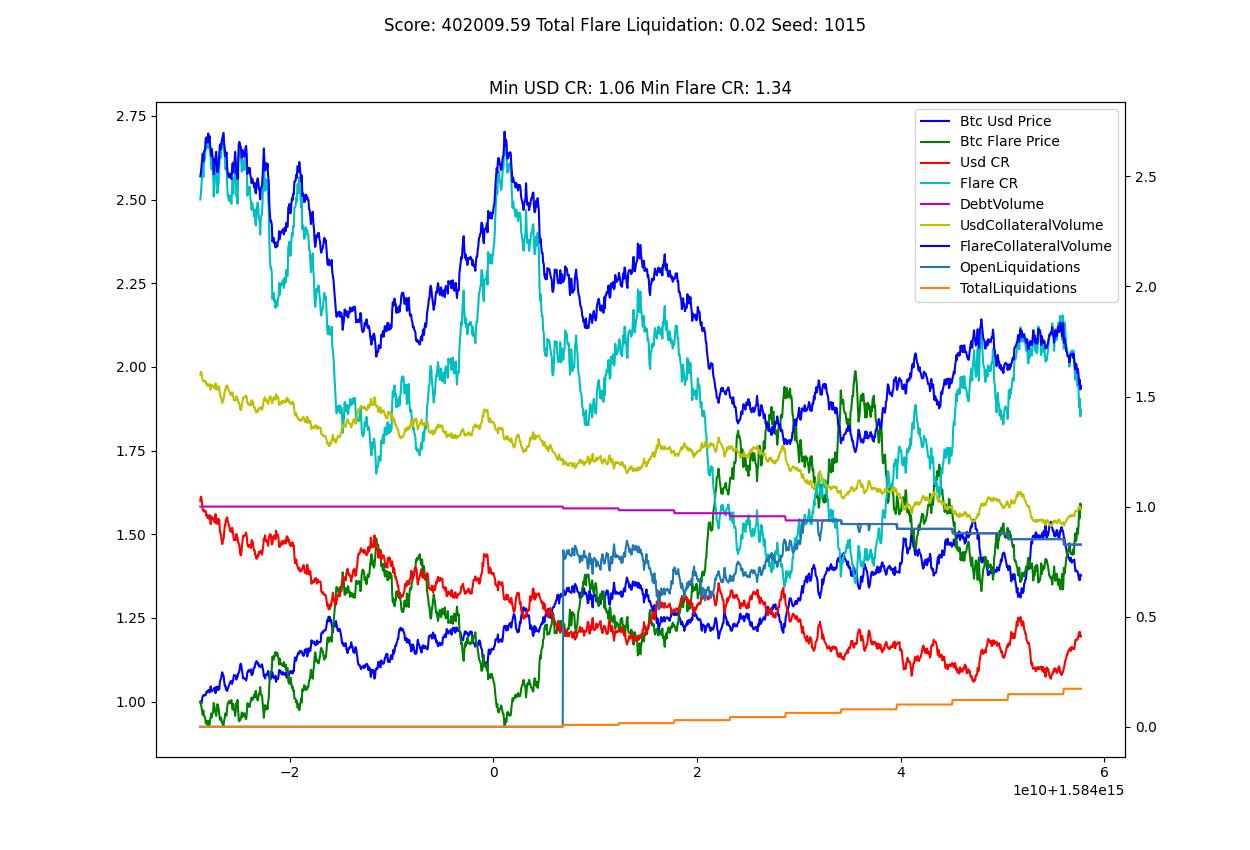 Score: 402009.59 Total Flare Liquidation: 0.02 Seed: 1015
Min USD CR: 1.06 Min Flare CR: 1.34
2.75
2.50
2.25
2.00
1.75
1.50
1.25
1.00
Btc Usd Price
Btc Flare Price
Usd CR
Flare CR
DebtVolume
UsdCollateralVolume
FlareCollateralVolume
OpenLiquidations
TotalLiquidations
2.5
2.0
1.5
1.0
0.5
0.0
−2 0 2 4 6
1e10+1.584e15